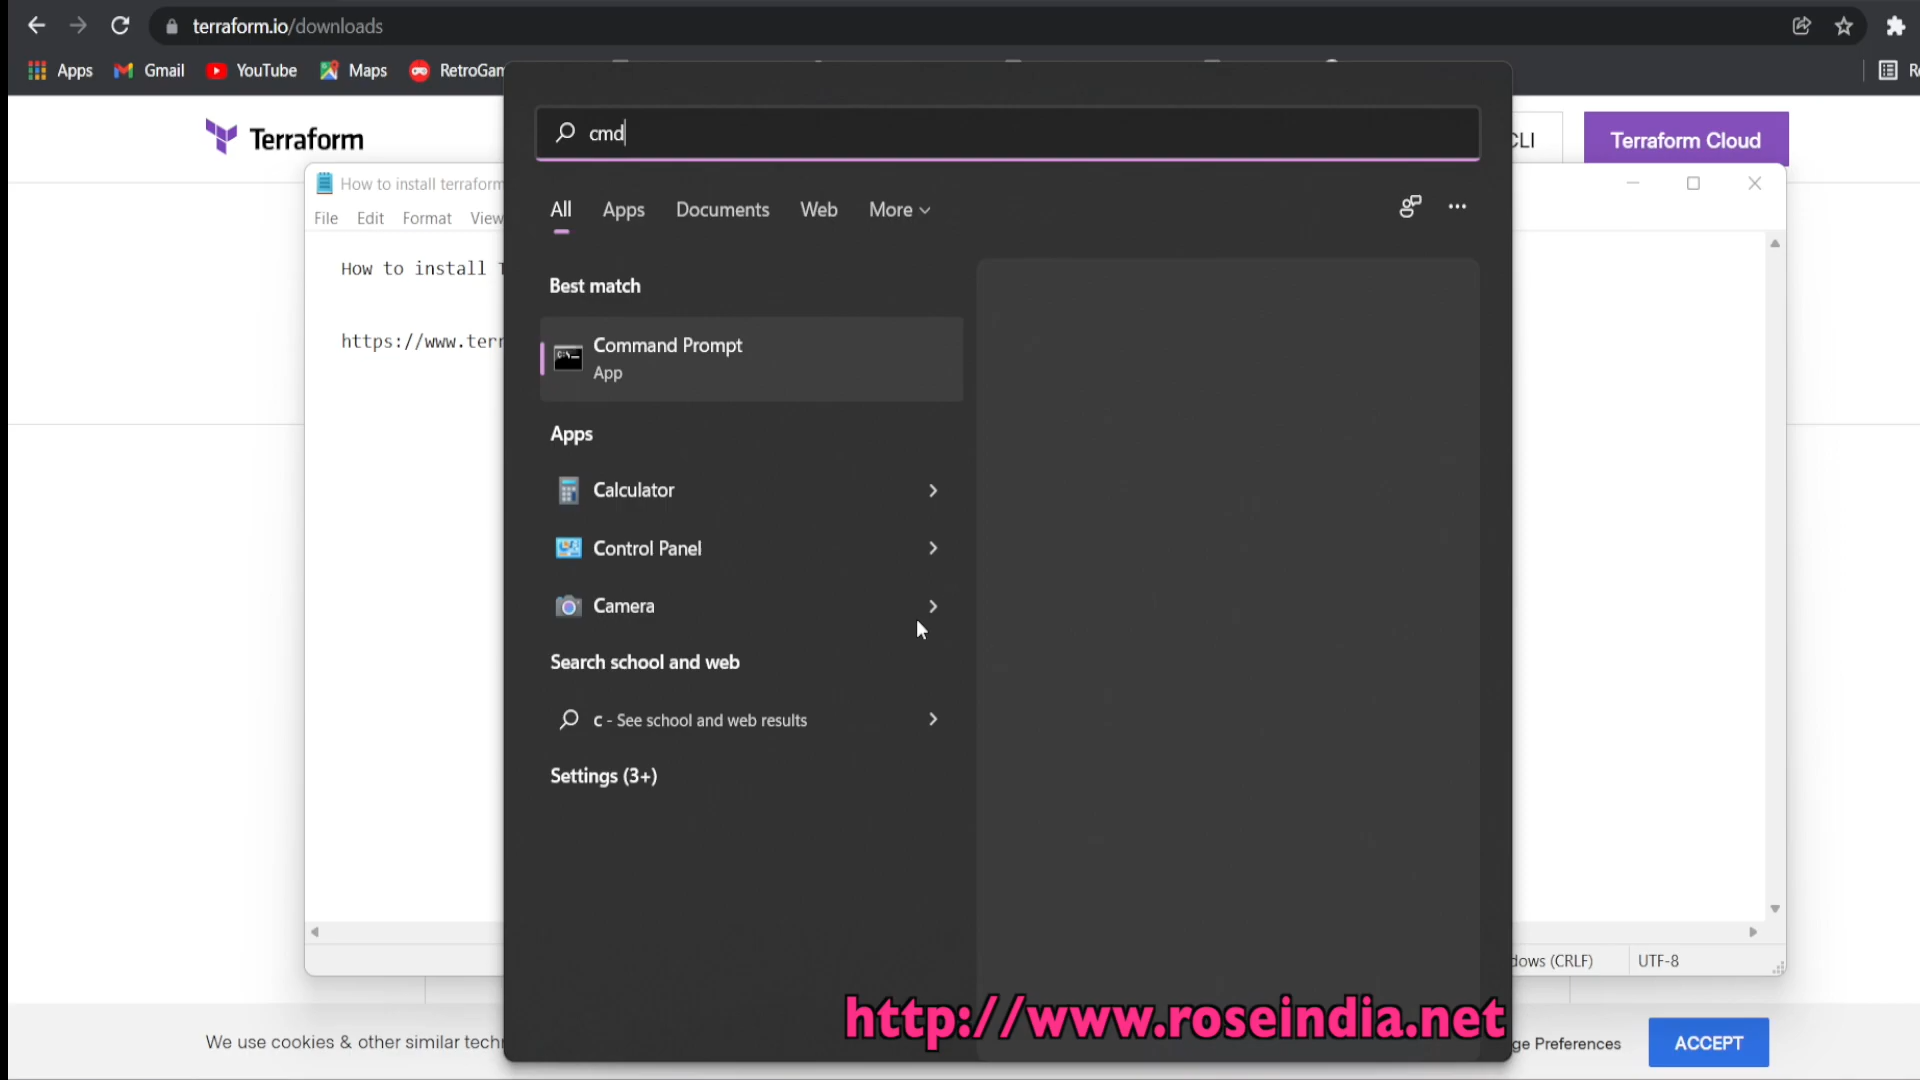 terraform.io/downloads
Apps
Gmail
YouTube
Maps
RetroGam
Terraform
CLI
Terraform Cloud
How to install terraform
File Edit Format View
How to install T
https://www.terr
cmd
All Apps Documents Web More
Best match
Command Prompt
App
Apps
Calculator
Control Panel
Camera
Search school and web
c - See school and web results
Settings (3+)
dows (CRLF)
UTF-8
http://www.roseindia.net
We use cookies & other similar techn
ge Preferences
ACCEPT